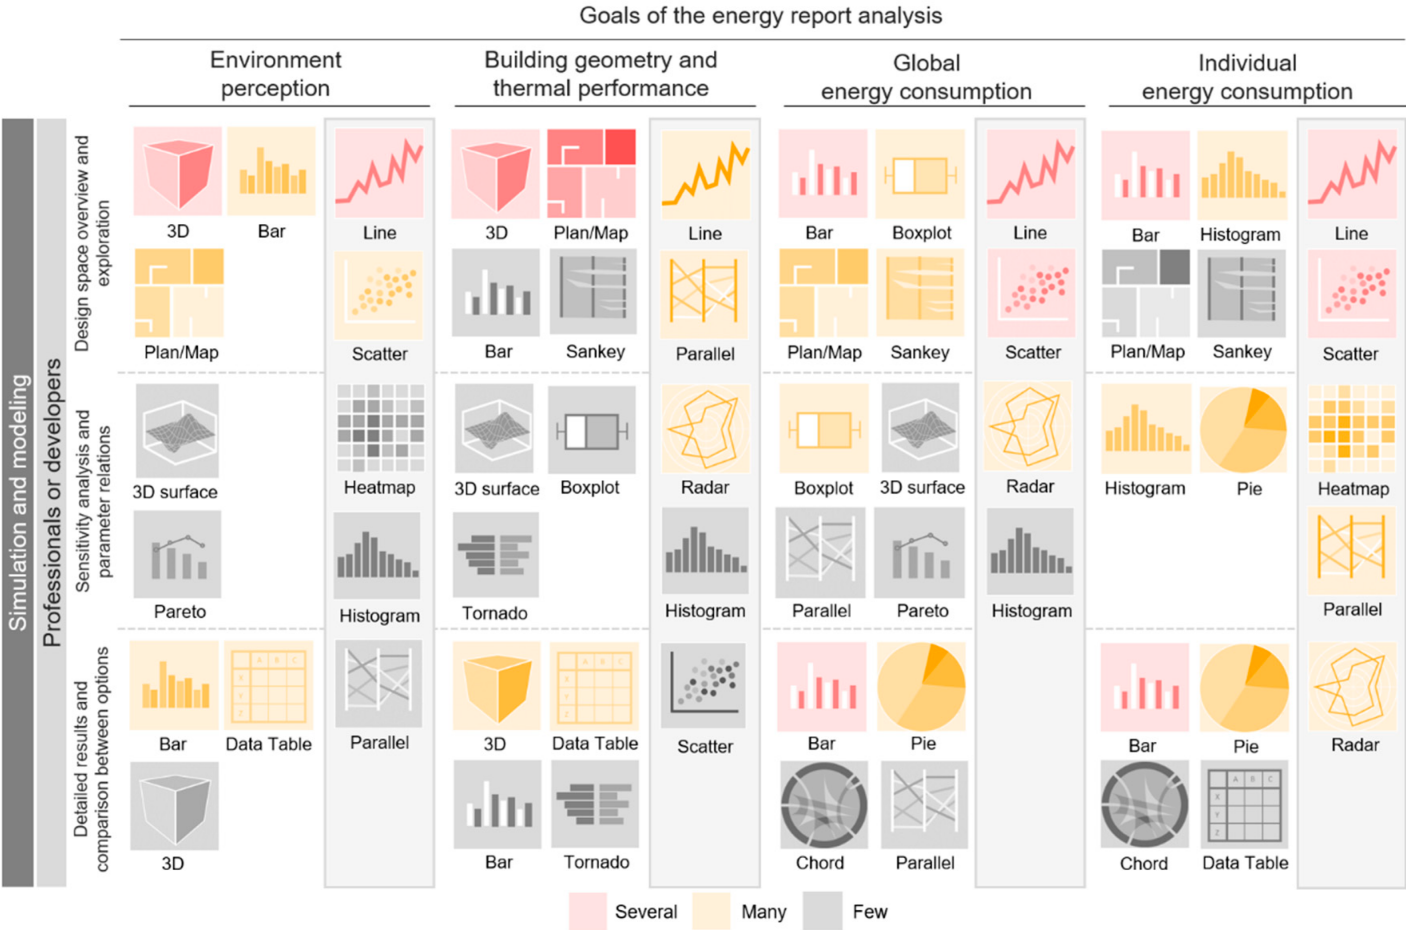 Goals of the energy report analysis
Environment
perception
Building geometry and
thermal performance
Global
energy consumption
Individual
energy consumption
Simulation and modeling
Professionals or developers
Design space overview and
exploration
3D
Bar
Line
3D
Plan/Map
Line
Bar
Boxplot
Line
Bar
Histogram
Line
Plan/Map
Scatter
Bar
Sankey
Parallel
Plan/Map
Sankey
Scatter
Plan/Map
Sankey
Scatter
Sensitivity analysis and
parameter relations
3D surface
Heatmap
3D surface
Boxplot
Radar
Boxplot
3D surface
Radar
Histogram
Pie
Heatmap
Pareto
Histogram
Tornado
Histogram
Parallel
Pareto
Histogram
Parallel
Detailed results and
comparison between options
A B C
X
Y
Z
A B C
X
Y
Z
Bar
Data Table
Parallel
3D
Data Table
Scatter
Bar
Pie
Bar
Pie
Radar
A B C
X
Y
Z
3D
Bar
Tornado
Chord
Parallel
Chord
Data Table
Several
Many
Few